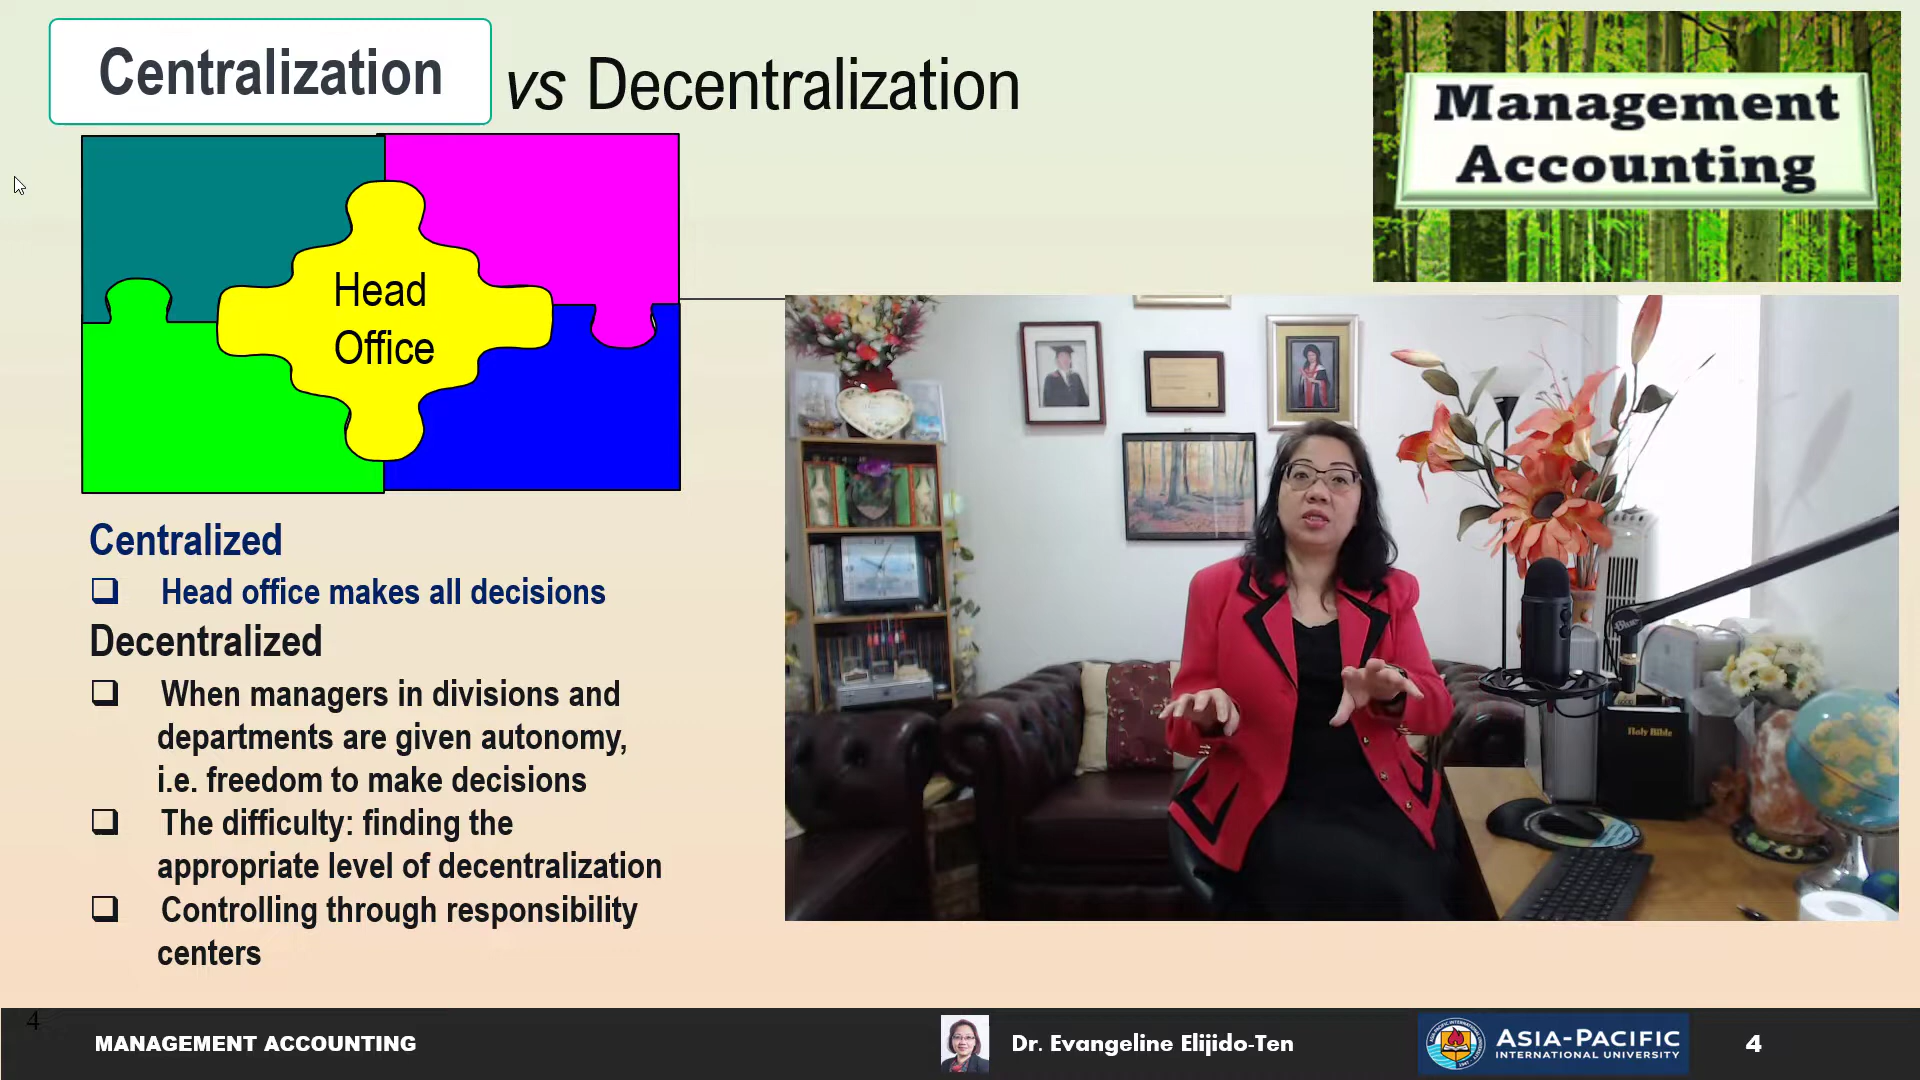 Centralization vs Decentralization
Management
Accounting
Head
Office
Centralized
Head office makes all decisions
Decentralized
When managers in divisions and
departments are given autonomy,
i.e. freedom to make decisions
The difficulty: finding the
appropriate level of decentralization
Controlling through responsibility
centers
Holy Bible
Blue
4
MANAGEMENT ACCOUNTING
Dr. Evangeline Elijido-Ten
ASIA-PACIFIC
INTERNATIONAL UNIVERSITY
4